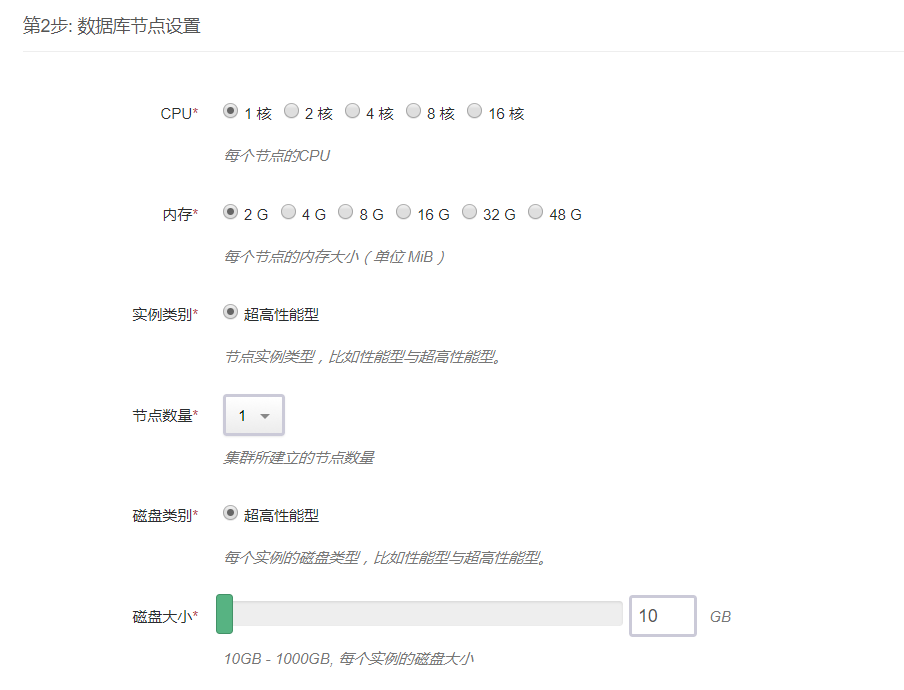 第2步: 数据库节点设置
CPU* 1 核 2 核 4 核 8 核 16 核
每个节点的CPU
内存* 2 G 4 G 8 G 16 G 32 G 48 G
每个节点的内存大小（单位 MiB）
实例类别* 超高性能型
节点实例类型，比如性能型与超高性能型。
节点数量* 1
集群所建立的节点数量
磁盘类别* 超高性能型
每个实例的磁盘类型，比如性能型与超高性能型。
磁盘大小* 10 GB
10GB - 1000GB, 每个实例的磁盘大小